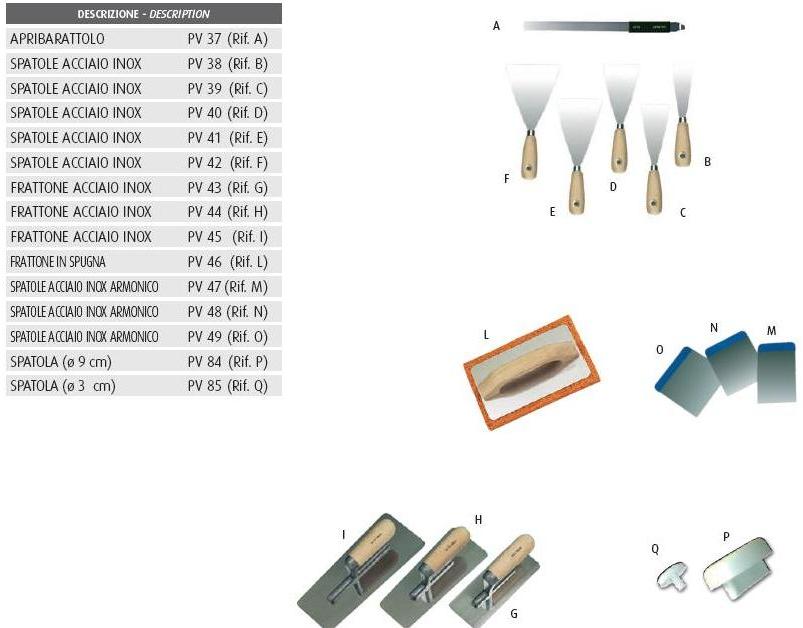 DESCRIZIONE - DESCRIPTION
APRIBARATTOLO PV 37 (Rif. A)
SPATOLE ACCIAIO INOX PV 38 (Rif. B)
SPATOLE ACCIAIO INOX PV 39 (Rif. C)
SPATOLE ACCIAIO INOX PV 40 (Rif. D)
SPATOLE ACCIAIO INOX PV 41 (Rif. E)
SPATOLE ACCIAIO INOX PV 42 (Rif. F)
FRATTONE ACCIAIO INOX PV 43 (Rif. G)
FRATTONE ACCIAIO INOX PV 44 (Rif. H)
FRATTONE ACCIAIO INOX PV 45 (Rif. I)
FRATTONE IN SPUGNA PV 46 (Rif. L)
SPATOLE ACCIAIO INOX ARMONICO PV 47 (Rif. M)
SPATOLE ACCIAIO INOX ARMONICO PV 48 (Rif. N)
SPATOLE ACCIAIO INOX ARMONICO PV 49 (Rif. O)
SPATOLA (ø 9 cm) PV 84 (Rif. P)
SPATOLA (ø 3 cm) PV 85 (Rif. Q)
A
B
F
D
E
C
L
N
M
O
I
H
G
P
Q